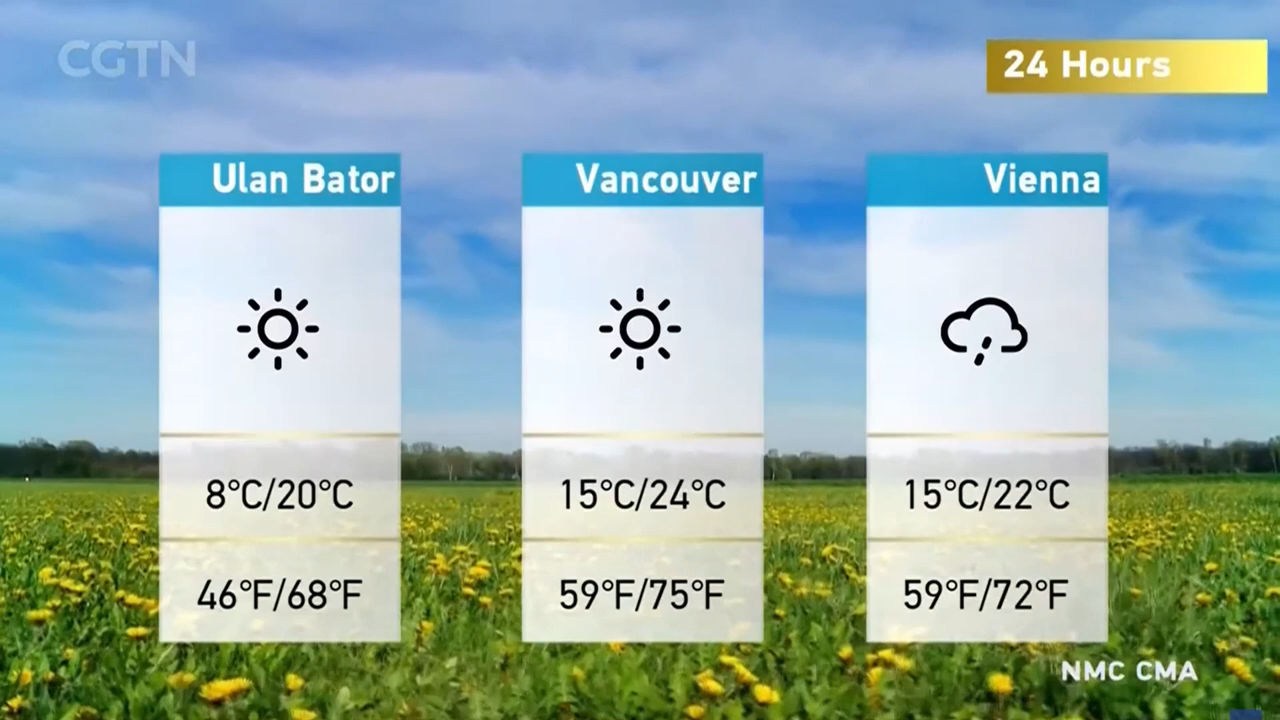 CGTN
24 Hours
Ulan Bator
8°C/20°C
46°F/68°F
Vancouver
15°C/24°C
59°F/75°F
Vienna
15°C/22°C
59°F/72°F
NMC CMA